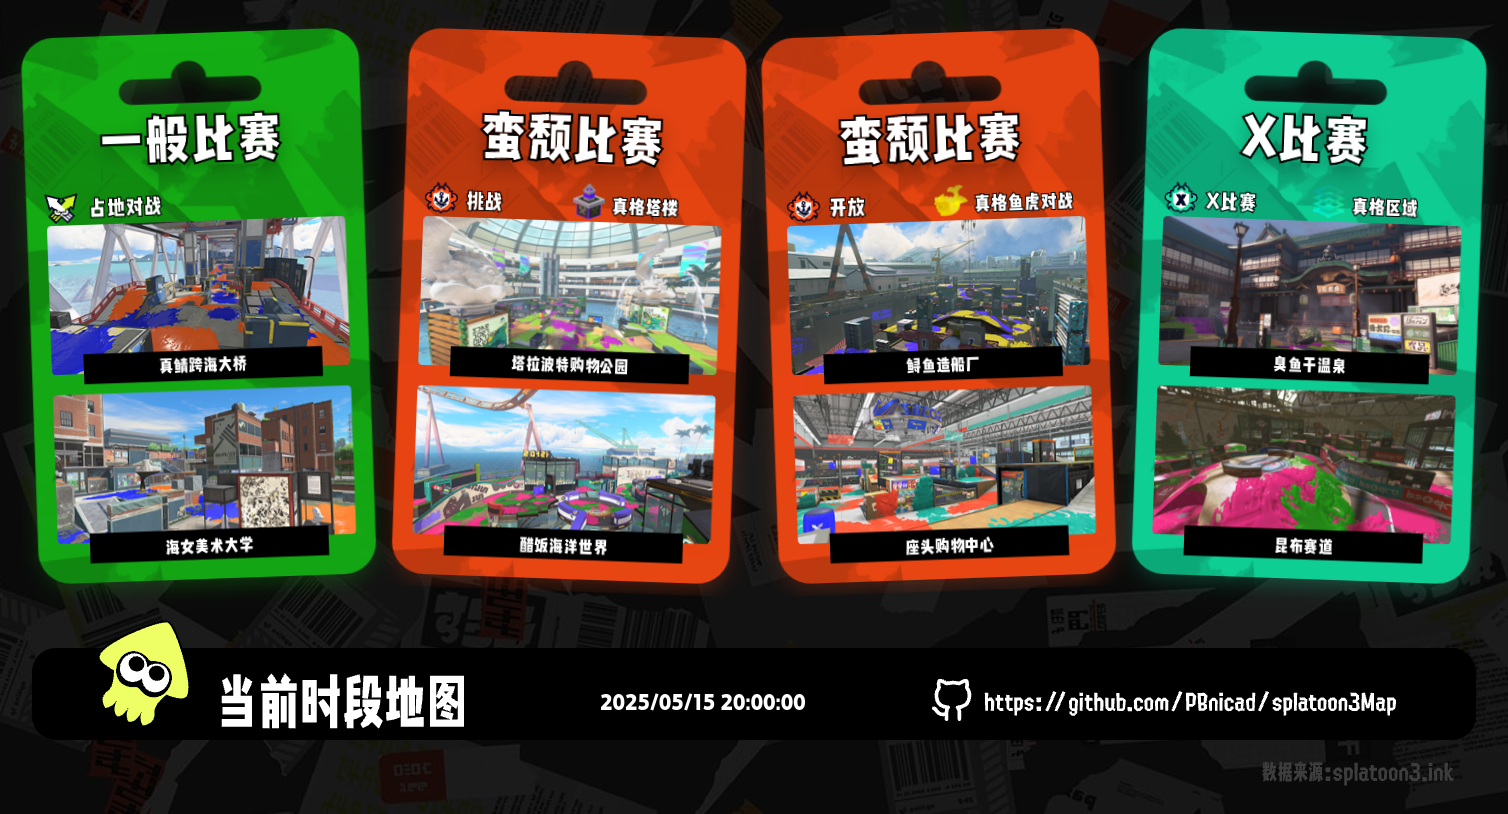 一般比赛
占地对战
真鲭跨海大桥
海女美术大学
蛮颓比赛
挑战
真格塔楼
塔拉波特购物公园
醋饭海洋世界
蛮颓比赛
开放
真格鱼虎对战
鲟鱼造船厂
座头购物中心
X比赛
X比赛
真格区域
臭鱼干温泉
昆布赛道
当前时段地图
2025/05/15 20:00:00
https://github.com/PBnicad/splatoon3Map
数据来源:splatoon3.ink